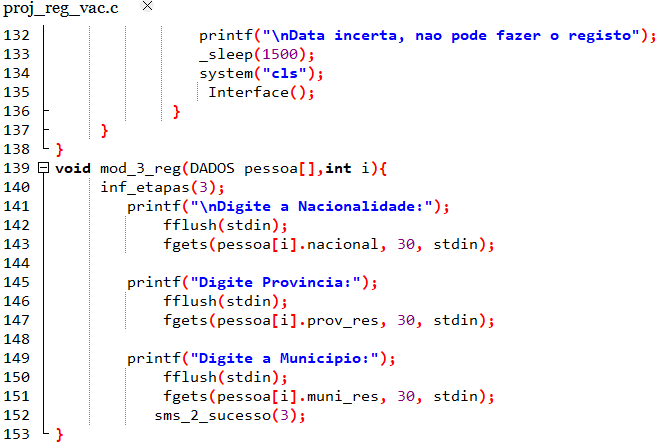 proj_reg_vac.c ×
132 printf("\nData incerta, nao pode fazer o registo");
133 _sleep(1500);
134 system("cls");
135 Interface();
136 }
137 }
138 }
139 void mod_3_reg(DADOS pessoa[],int i){
140 inf_etapas(3);
141 printf("\nDigite a Nacionalidade:");
142 fflush(stdin);
143 fgets(pessoa[i].nacional, 30, stdin);
144
145 printf("Digite Provincia:");
146 fflush(stdin);
147 fgets(pessoa[i].prov_res, 30, stdin);
148
149 printf("Digite a Municipio:");
150 fflush(stdin);
151 fgets(pessoa[i].muni_res, 30, stdin);
152 sms_2_sucesso(3);
153 }